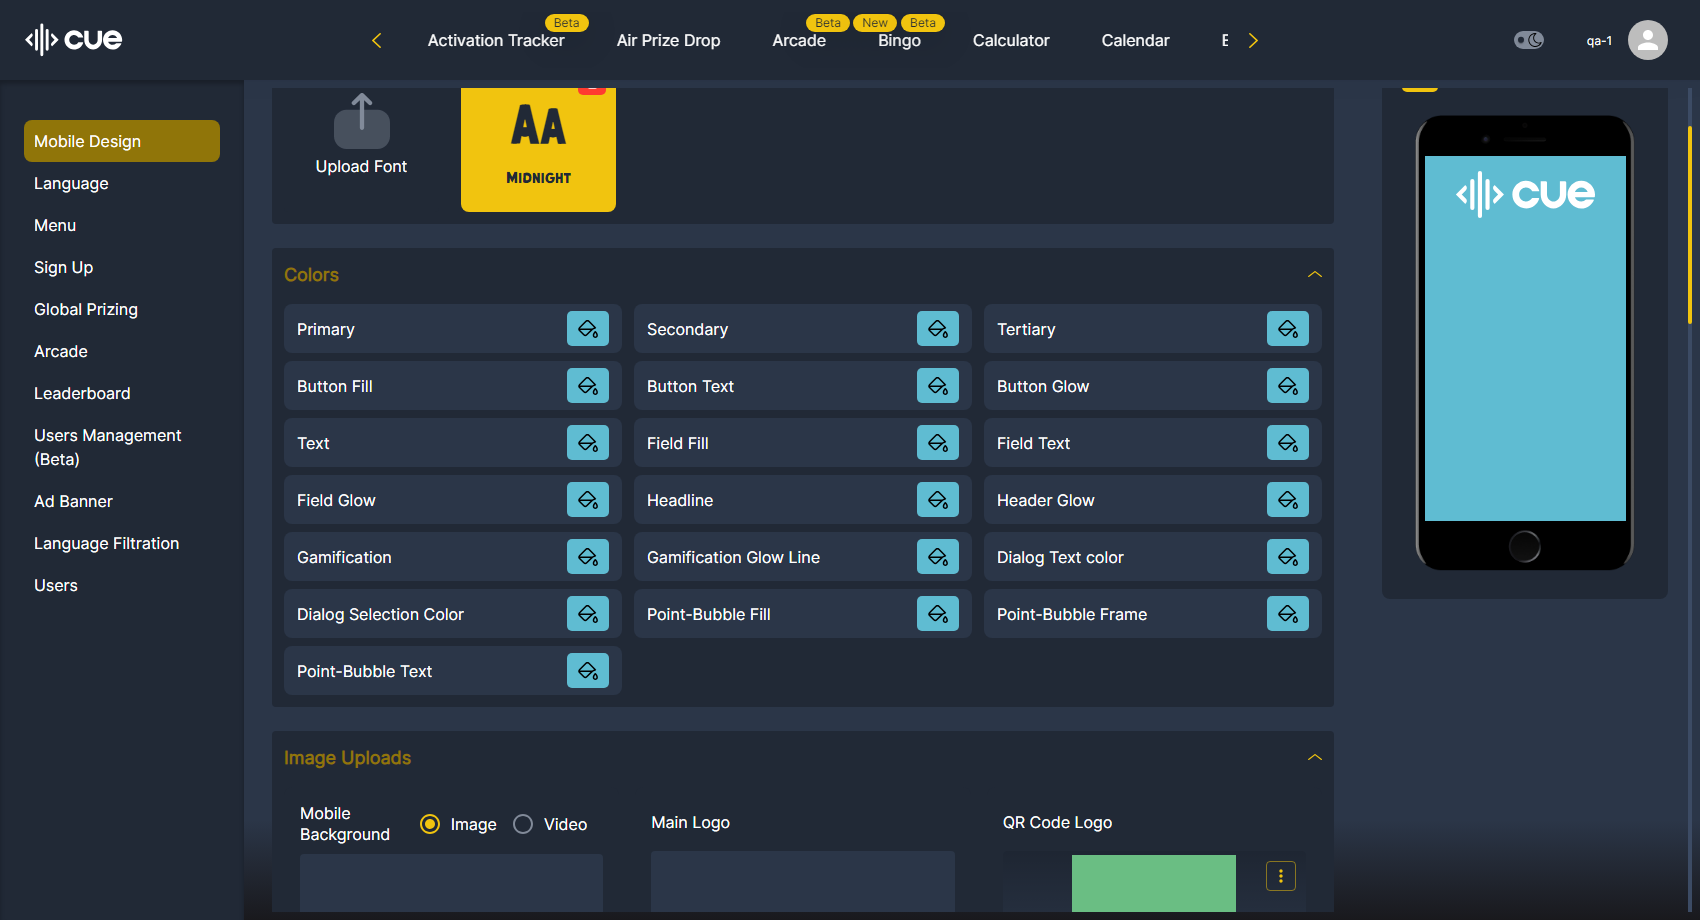 cue
Beta
Beta
New
Beta
Activation Tracker
Air Prize Drop
Arcade
Bingo
Calculator
Calendar
qa-1
Mobile Design
Language
Menu
Sign Up
Global Prizing
Arcade
Leaderboard
Users Management
(Beta)
Ad Banner
Language Filtration
Users
Upload Font
AA
MIDNIGHT
cue
Colors
Primary
Secondary
Tertiary
Button Fill
Button Text
Button Glow
Text
Field Fill
Field Text
Field Glow
Headline
Header Glow
Gamification
Gamification Glow Line
Dialog Text color
Dialog Selection Color
Point-Bubble Fill
Point-Bubble Frame
Point-Bubble Text
Image Uploads
Mobile
Background
Image
Video
Main Logo
QR Code Logo